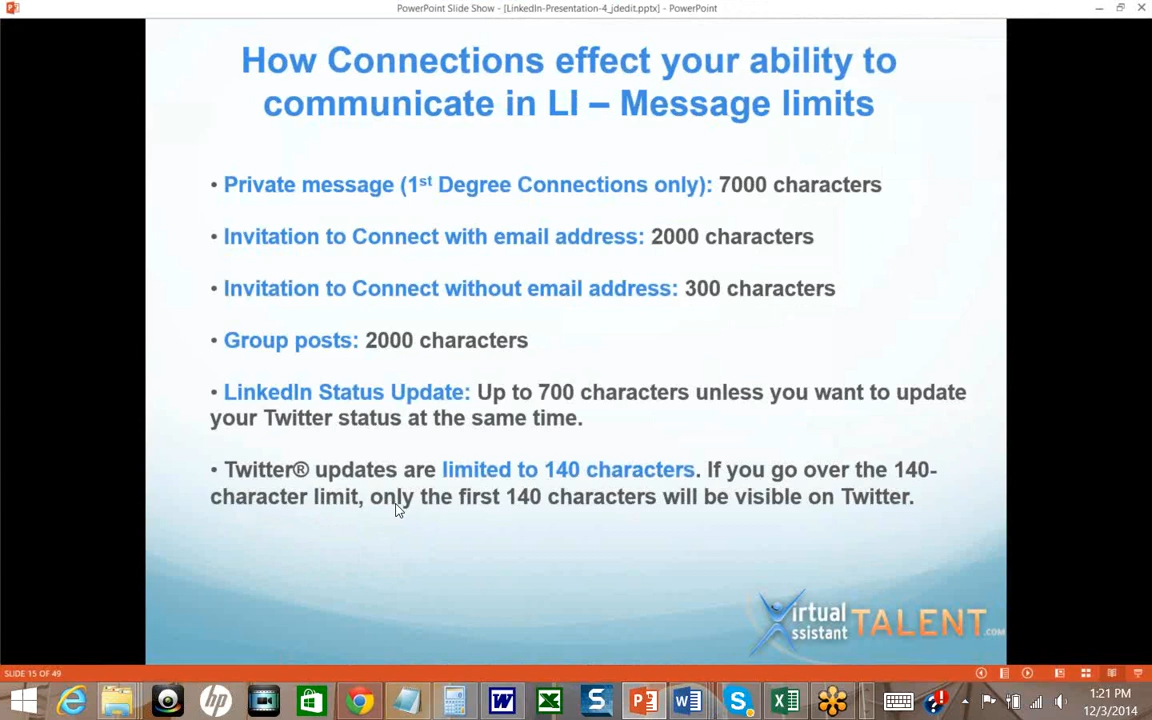 PowerPoint Slide Show - [LinkedIn-Presentation-4_jdedit.pptx] - PowerPoint
How Connections effect your ability to
communicate in LI – Message limits
• Private message (1st Degree Connections only): 7000 characters
• Invitation to Connect with email address: 2000 characters
• Invitation to Connect without email address: 300 characters
• Group posts: 2000 characters
• LinkedIn Status Update: Up to 700 characters unless you want to update
your Twitter status at the same time.
• Twitter® updates are limited to 140 characters. If you go over the 140-
character limit, only the first 140 characters will be visible on Twitter.
Virtual
Assistant TALENT.COM
SLIDE 15 OF 49
hp
1:21 PM
12/3/2014